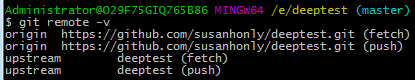 Administrator@O29F75GIQ765B86 MINGW64 /e/deeptest (master)
$ git remote -v
origin  https://github.com/susanhonly/deeptest.git (fetch)
origin  https://github.com/susanhonly/deeptest.git (push)
upstream        deeptest (fetch)
upstream        deeptest (push)